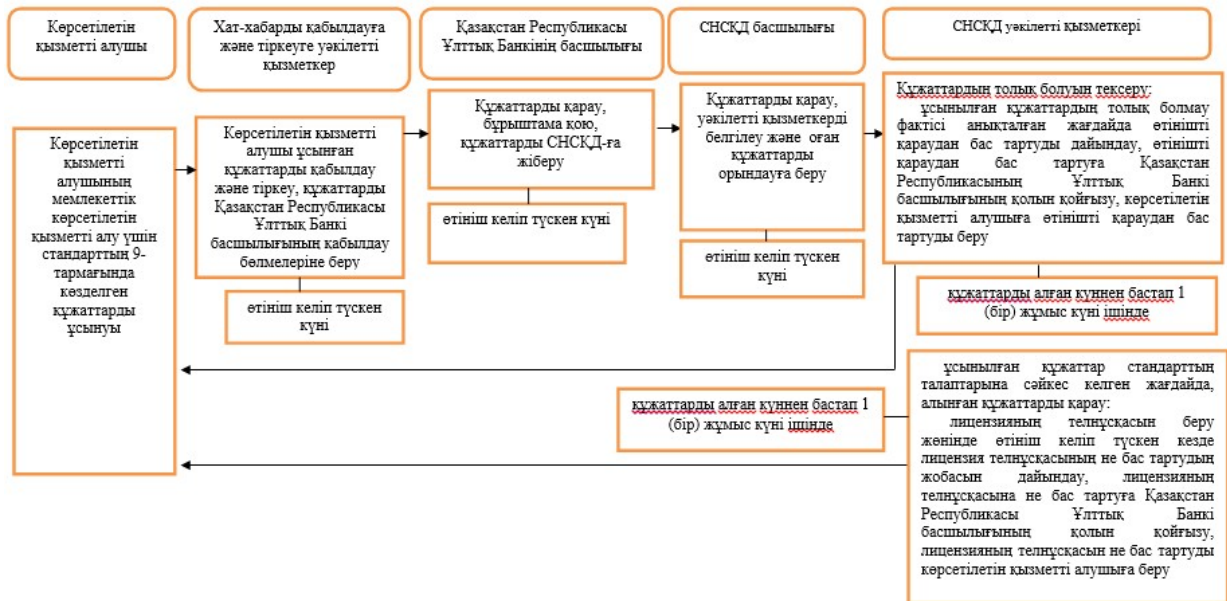 Көрсетілетін
қызметті алушы
Хат-хабарды қабылдауға
және тіркеуге уәкілетті
қызметкер
Қазақстан Республикасы
Ұлттық Банкінің басшылығы
СНСҚД басшылығы
СНСҚД уәкілетті қызметкері
Көрсетілетін
қызметті
алушының
мемлекеттік
көрсетілетін
қызметті алу үшін
стандарттың 9-
тармағында
көзделген
құжаттарды
ұсынуы
Көрсетілетін қызметті
алушы ұсынған
құжаттарды қабылдау
және тіркеу, құжаттарды
Қазақстан Республикасы
Ұлттық Банкі
басшылығының қабылдау
бөлмелеріне беру
өтініш келіп түскен
күні
Құжаттарды қарау,
бұрыштама қою,
құжаттарды СНСҚД-ға
жіберу
өтініш келіп түскен күні
Құжаттарды қарау,
уәкілетті қызметкерді
белгілеу және оған
құжаттарды
орындауға беру
өтініш келіп түскен
күні
Құжаттардың толық болуын тексеру:
ұсынылған құжаттардың толық болмау
фактісі анықталған жағдайда өтінішті
қараудан бас тартуды дайындау, өтінішті
қараудан бас тартуға Қазақстан
Республикасының Ұлттық Банкі
басшылығының қолын қойғызу, көрсетілетін
қызметті алушыға өтінішті қараудан бас
тартуды беру
құжаттарды алған күннен бастап 1
(бір) жұмыс күні ішінде
құжаттарды алған күннен бастап 1
(бір) жұмыс күні ішінде
ұсынылған құжаттар стандарттың
талаптарына сәйкес келген жағдайда,
алынған құжаттарды қарау:
лицензияның телнұсқасын беру
жөнінде өтініш келіп түскен кезде
лицензия телнұсқасының не бас тартудың
жобасын дайындау, лицензияның
телнұсқасына не бас тартуға Қазақстан
Республикасы Ұлттық Банкі
басшылығының қолын қойғызу,
лицензияның телнұсқасын не бас тартуды
көрсетілетін қызметті алушыға беру